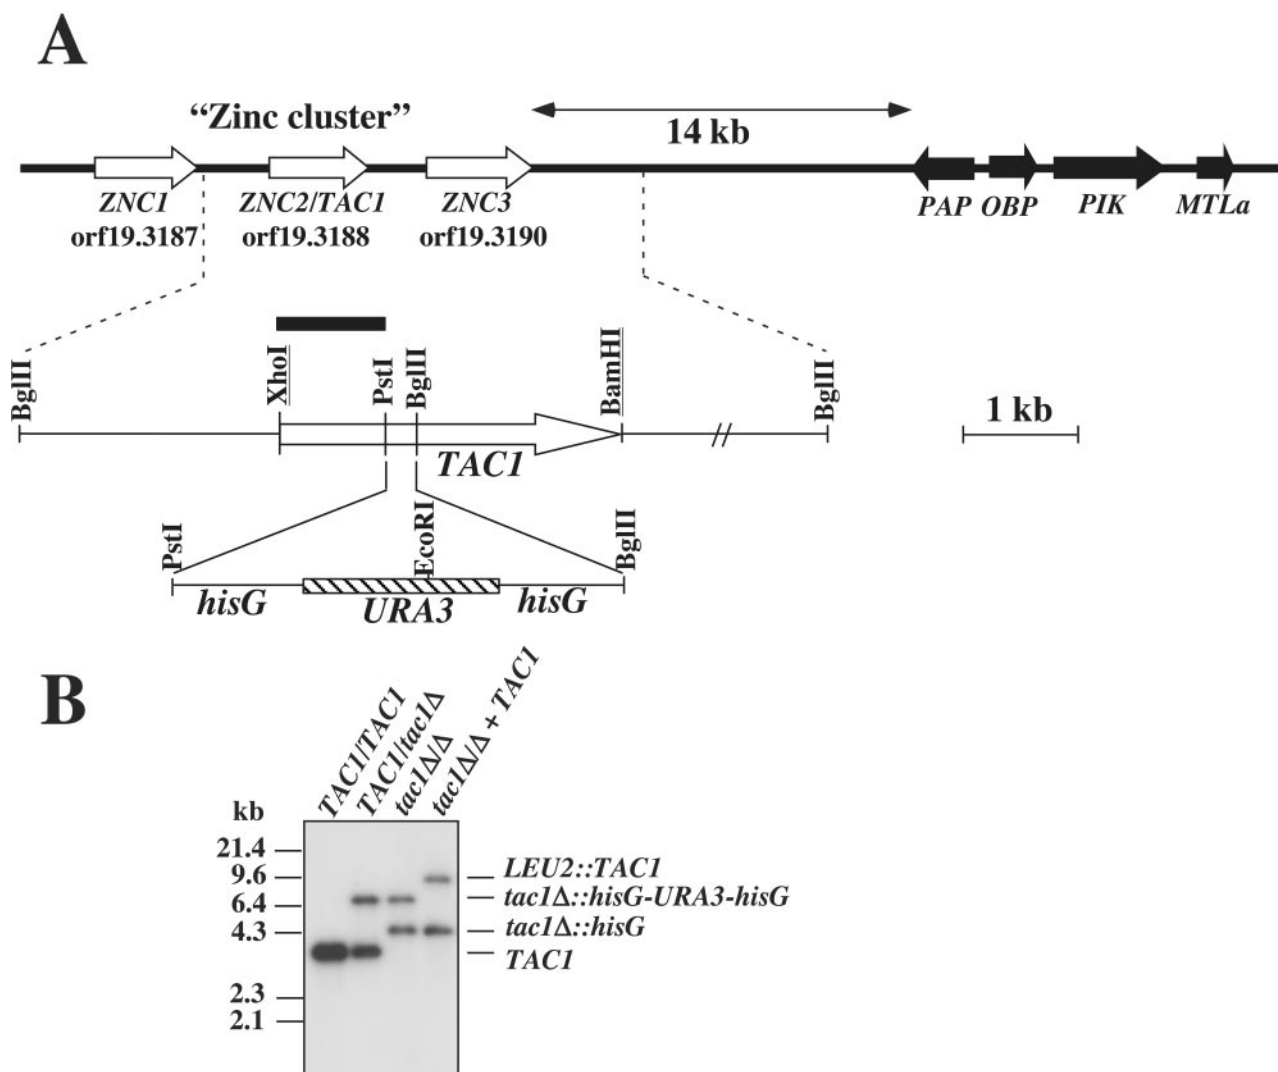 A
“Zinc cluster”
14 kb
ZNC1 ZNC2/TAC1 ZNC3 PAP OBP PIK MTLa
orf19.3187 orf19.3188 orf19.3190
BglII XhoI PstI BglII BamHI BglII
1 kb
TAC1
PstI EcoRI BglII
hisG URA3 hisG
B
TAC1/TAC1
TAC1/tac1Δ
tac1Δ/Δ
tac1Δ/Δ + TAC1
kb
21.4
9.6 LEU2::TAC1
6.4 tac1Δ::hisG-URA3-hisG
4.3 tac1Δ::hisG
TAC1
2.3
2.1